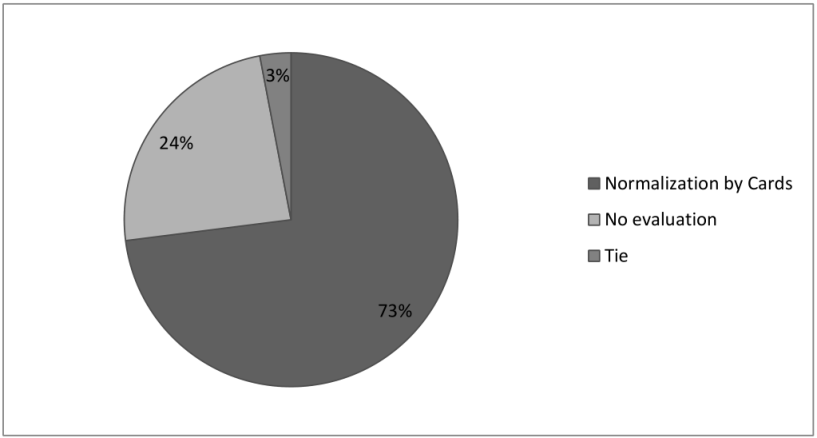 3%
24%
73%
Normalization by Cards
No evaluation
Tie